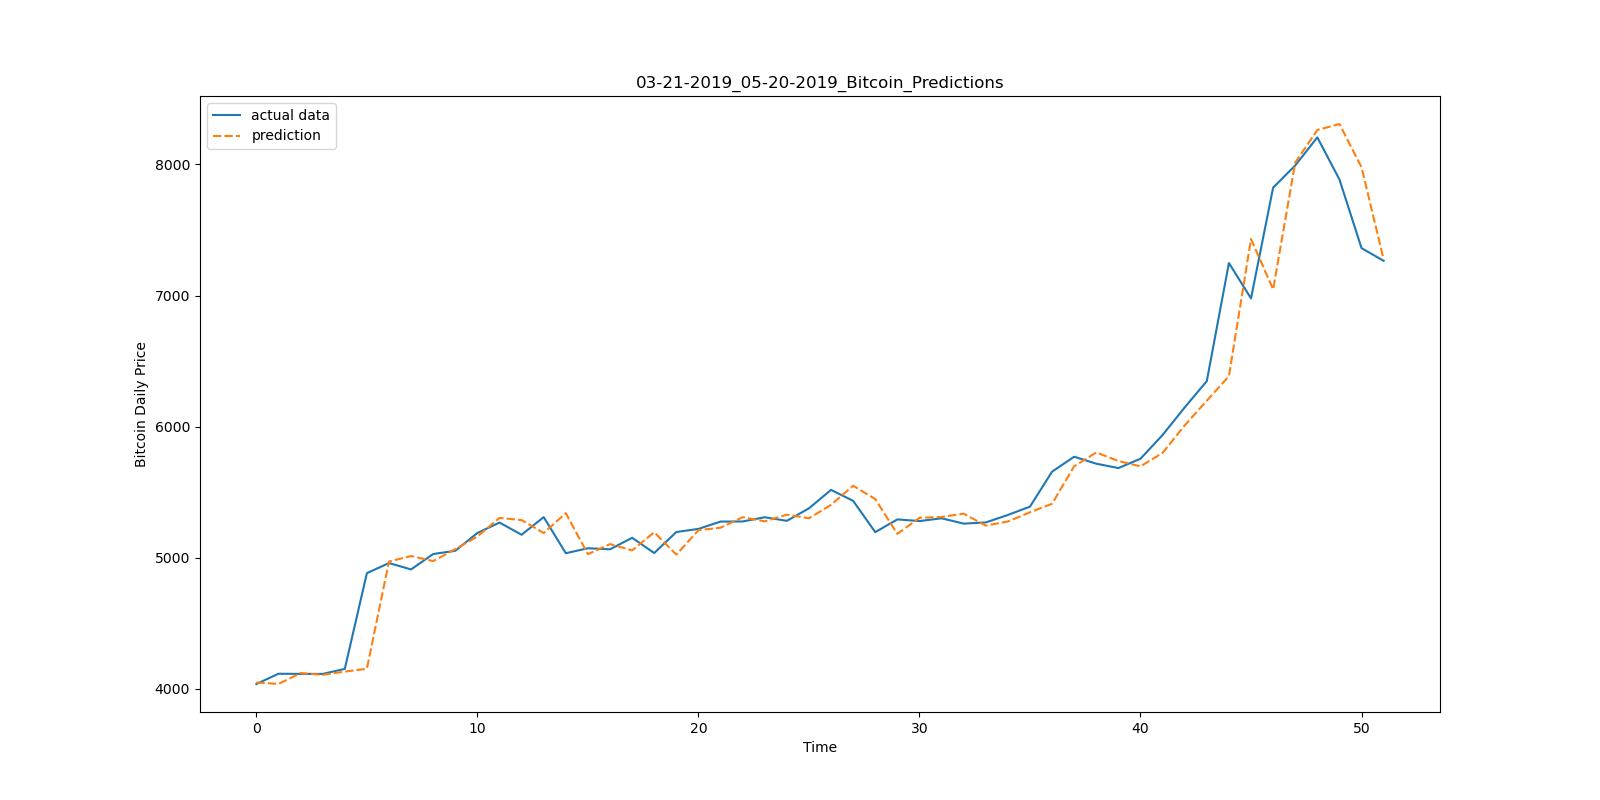 03-21-2019_05-20-2019_Bitcoin_Predictions
actual data
prediction
8000
7000
6000
5000
4000
Bitcoin Daily Price
0 10 20 30 40 50
Time